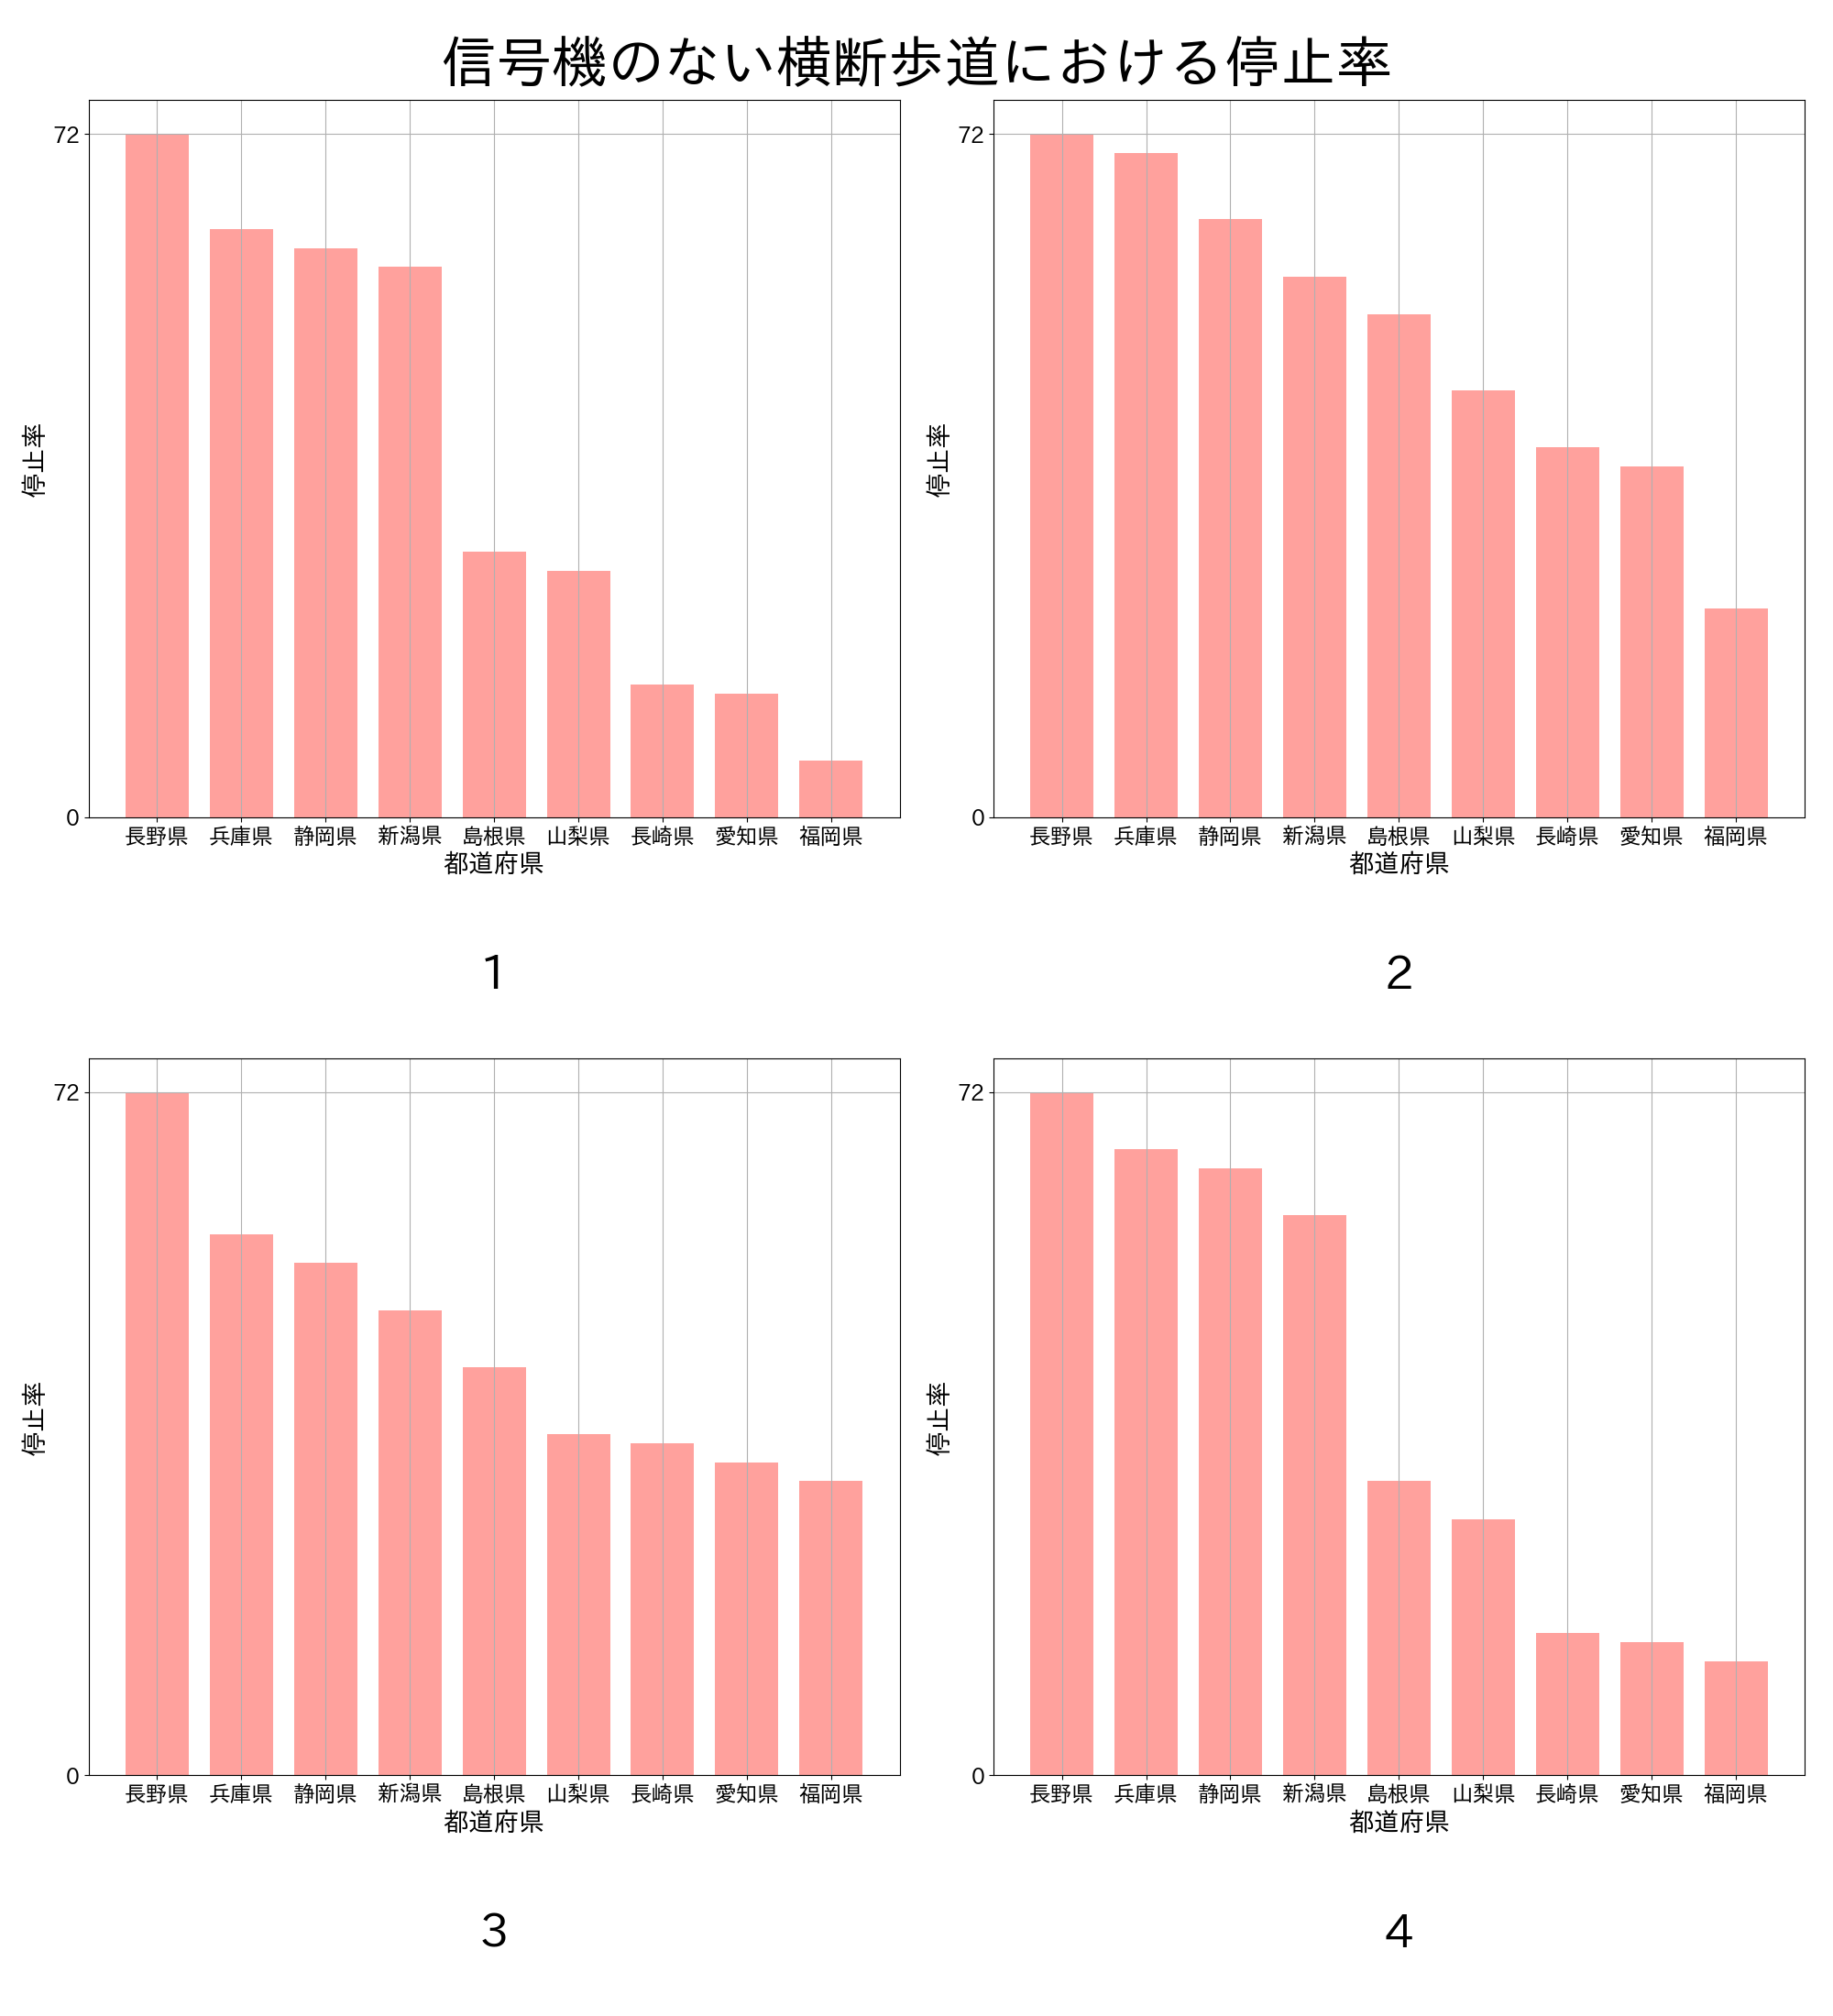 信号機のない横断歩道における停止率
72
0
停止率
長野県 兵庫県 静岡県 新潟県 島根県 山梨県 長崎県 愛知県 福岡県
都道府県
1
72
0
停止率
長野県 兵庫県 静岡県 新潟県 島根県 山梨県 長崎県 愛知県 福岡県
都道府県
2
72
0
停止率
長野県 兵庫県 静岡県 新潟県 島根県 山梨県 長崎県 愛知県 福岡県
都道府県
3
72
0
停止率
長野県 兵庫県 静岡県 新潟県 島根県 山梨県 長崎県 愛知県 福岡県
都道府県
4